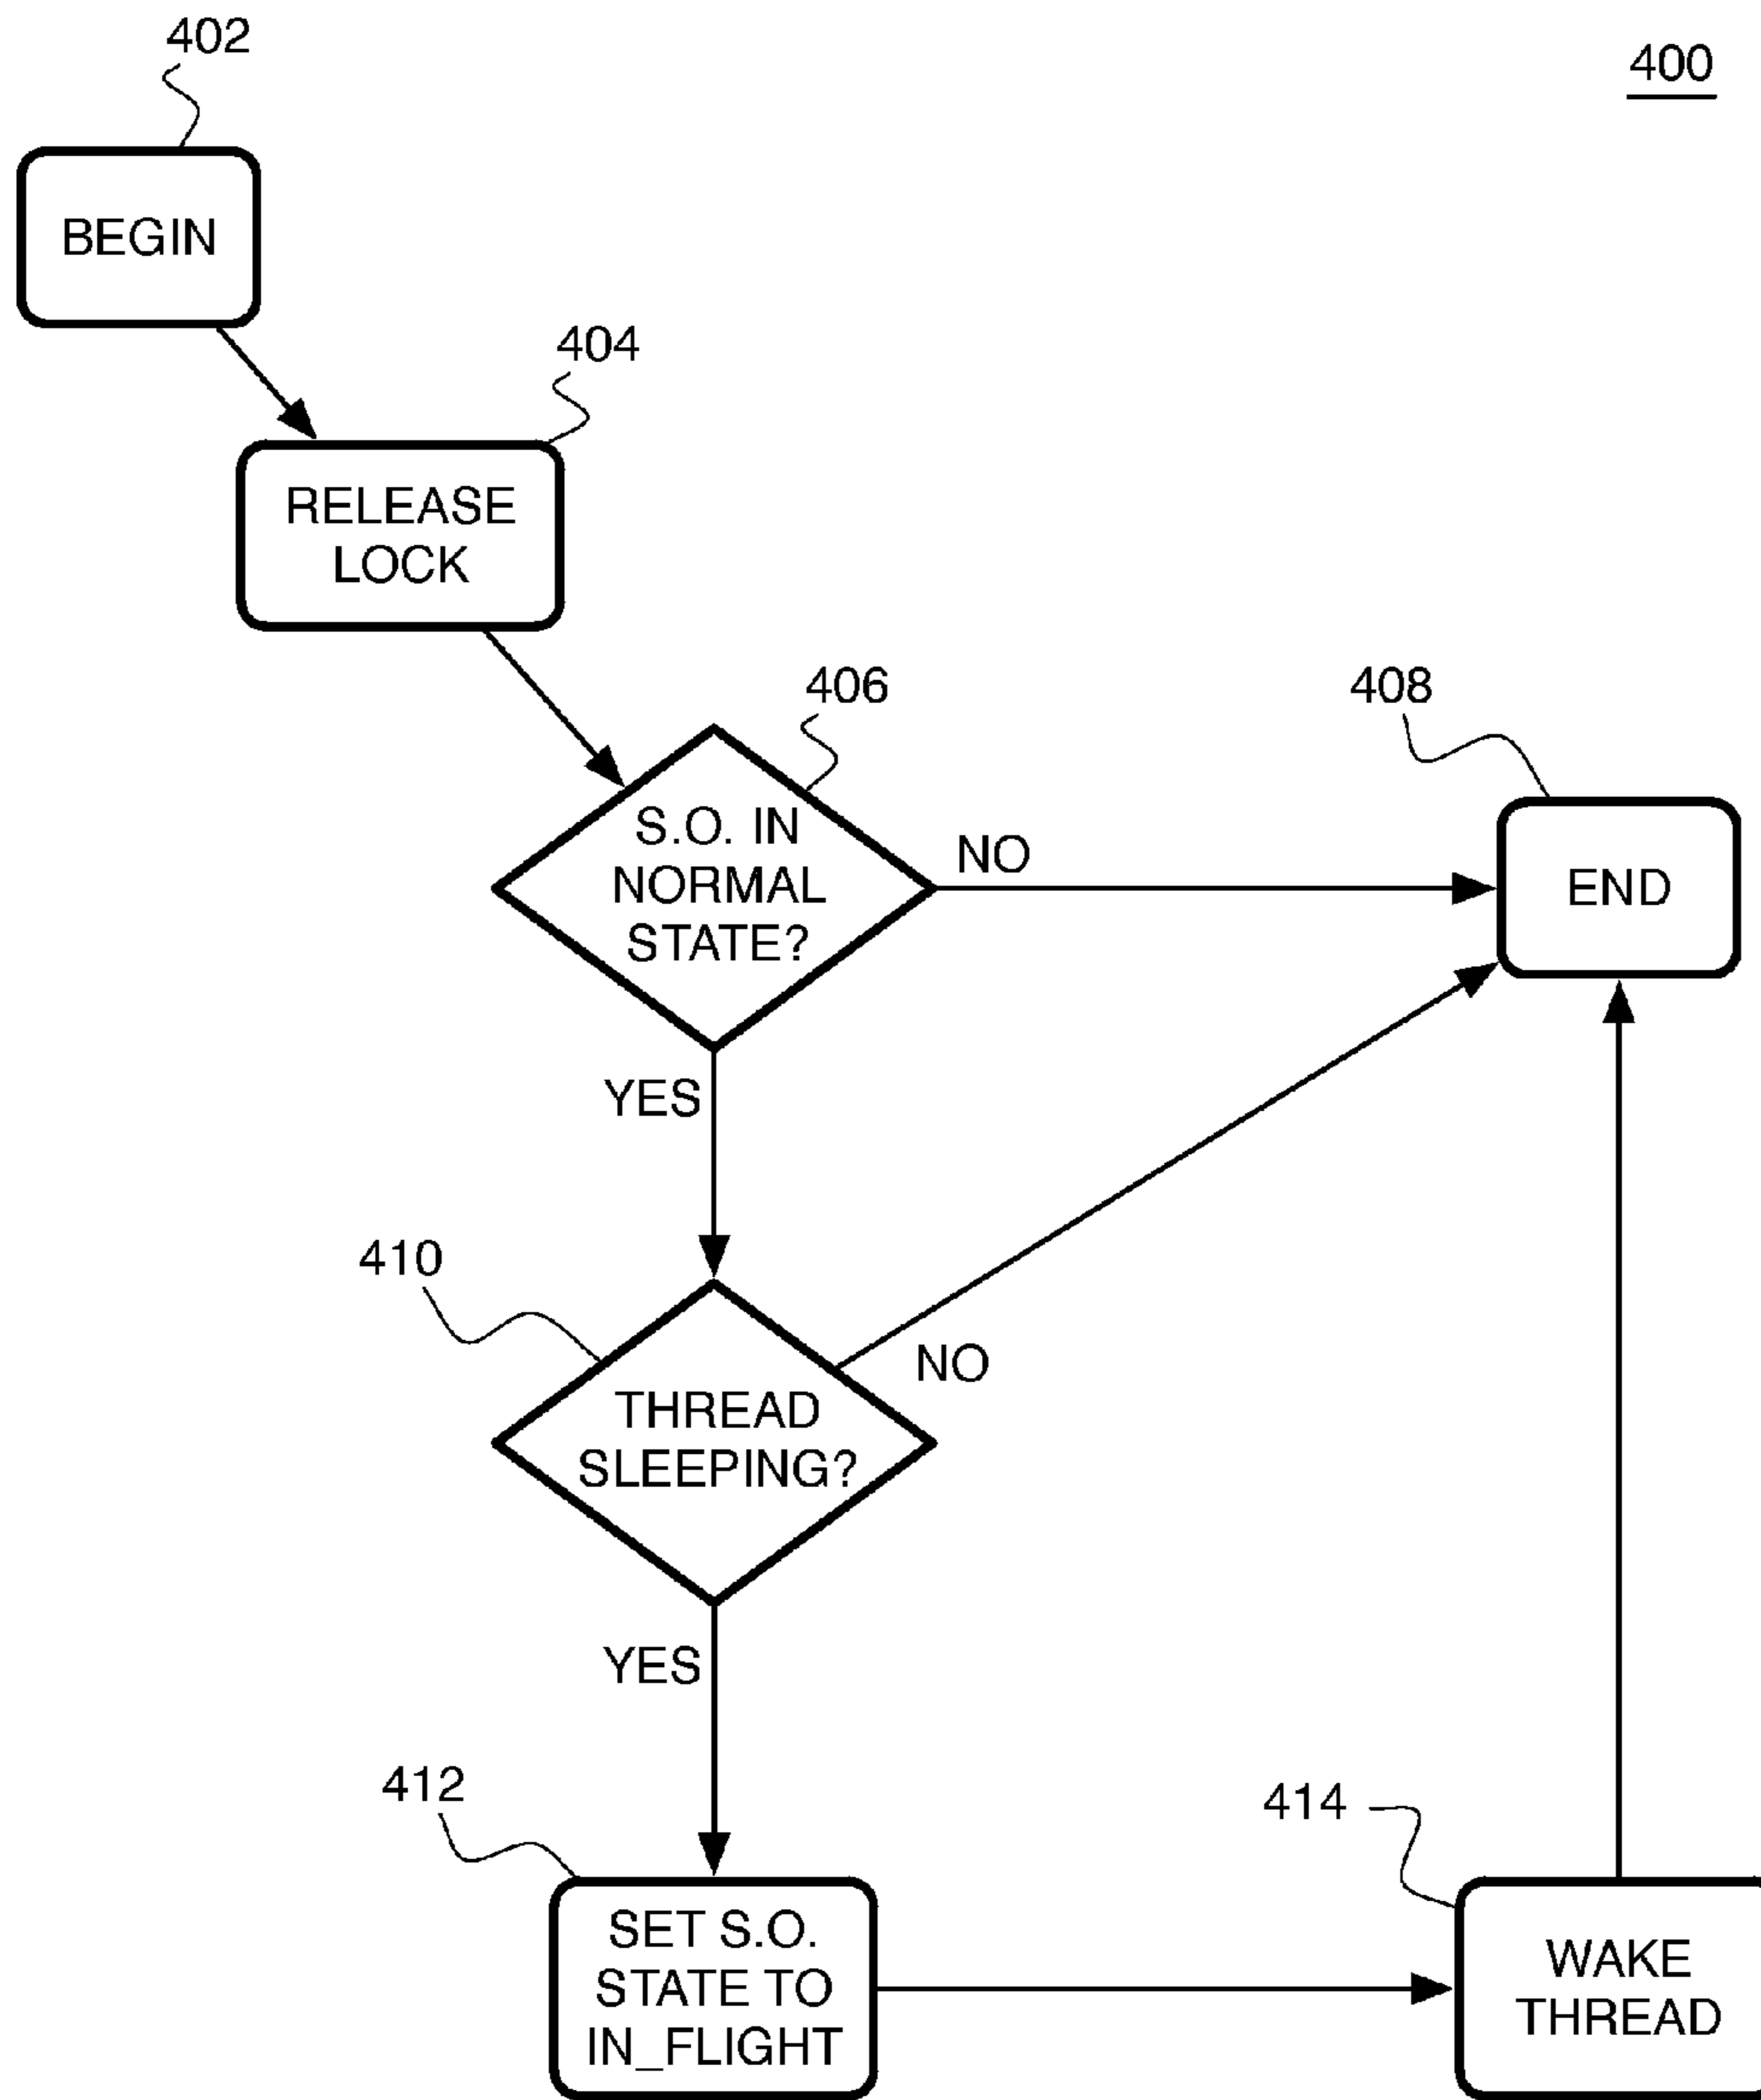 402
400
BEGIN
404
RELEASE
LOCK
406
408
S.O. IN
NORMAL
STATE?
NO
END
YES
410
NO
THREAD
SLEEPING?
YES
412
414
SET S.O.
STATE TO
IN_FLIGHT
WAKE
THREAD